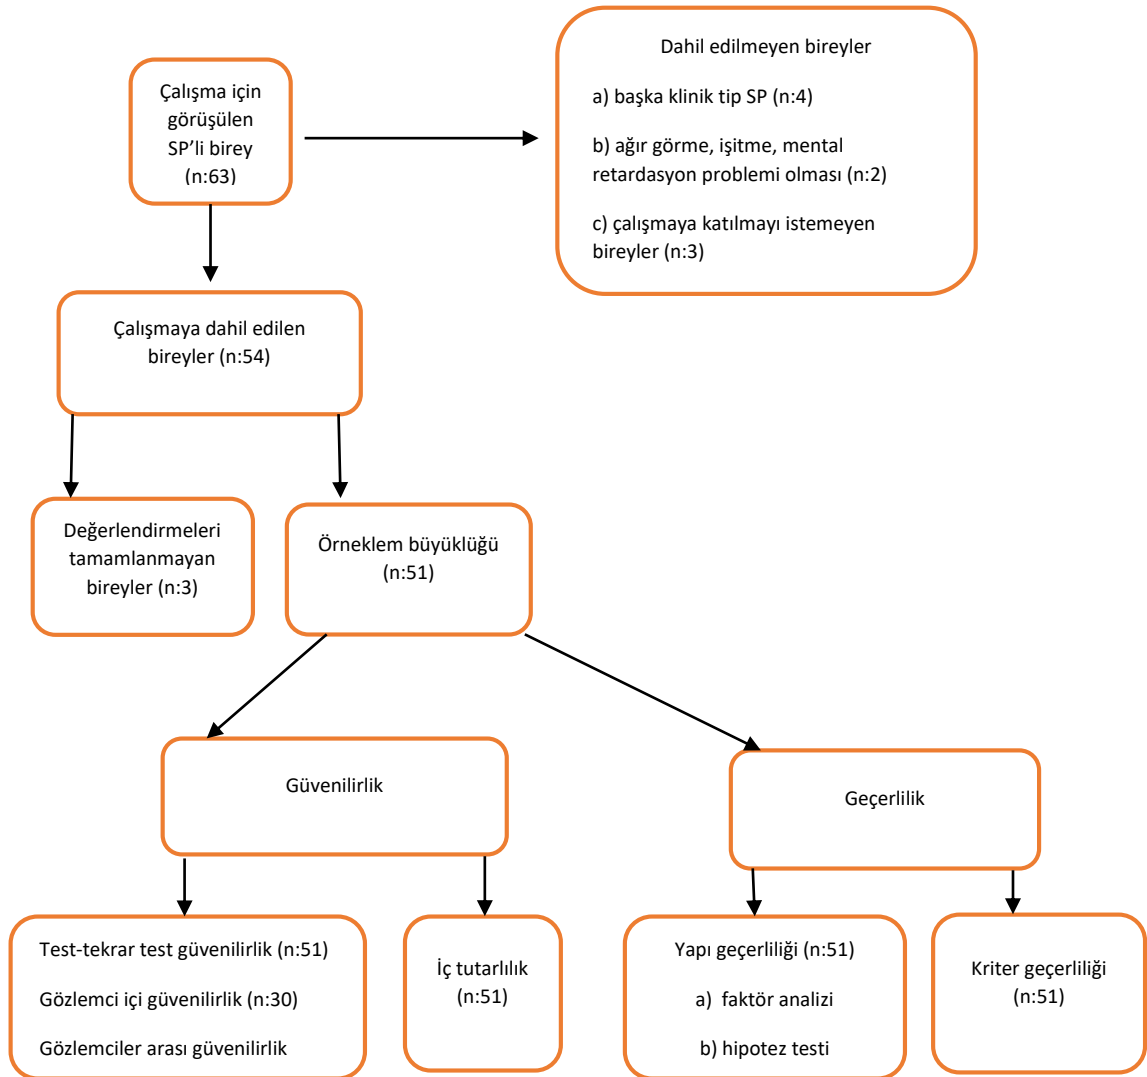 Çalışma için
görüşülen
SP’li birey
(n:63)
Dahil edilmeyen bireyler
a) başka klinik tip SP (n:4)
b) ağır görme, işitme, mental
retardasyon problemi olması (n:2)
c) çalışmaya katılmayı istemeyen
bireyler (n:3)
Çalışmaya dahil edilen
bireyler (n:54)
Değerlendirmeleri
tamamlanmayan
bireyler (n:3)
Örneklem büyüklüğü
(n:51)
Güvenilirlik
Geçerlilik
Test-tekrar test güvenilirlik (n:51)
Gözlemci içi güvenilirlik (n:30)
Gözlemciler arası güvenilirlik
İç tutarlılık
(n:51)
Yapı geçerliliği (n:51)
a) faktör analizi
b) hipotez testi
Kriter geçerliliği
(n:51)